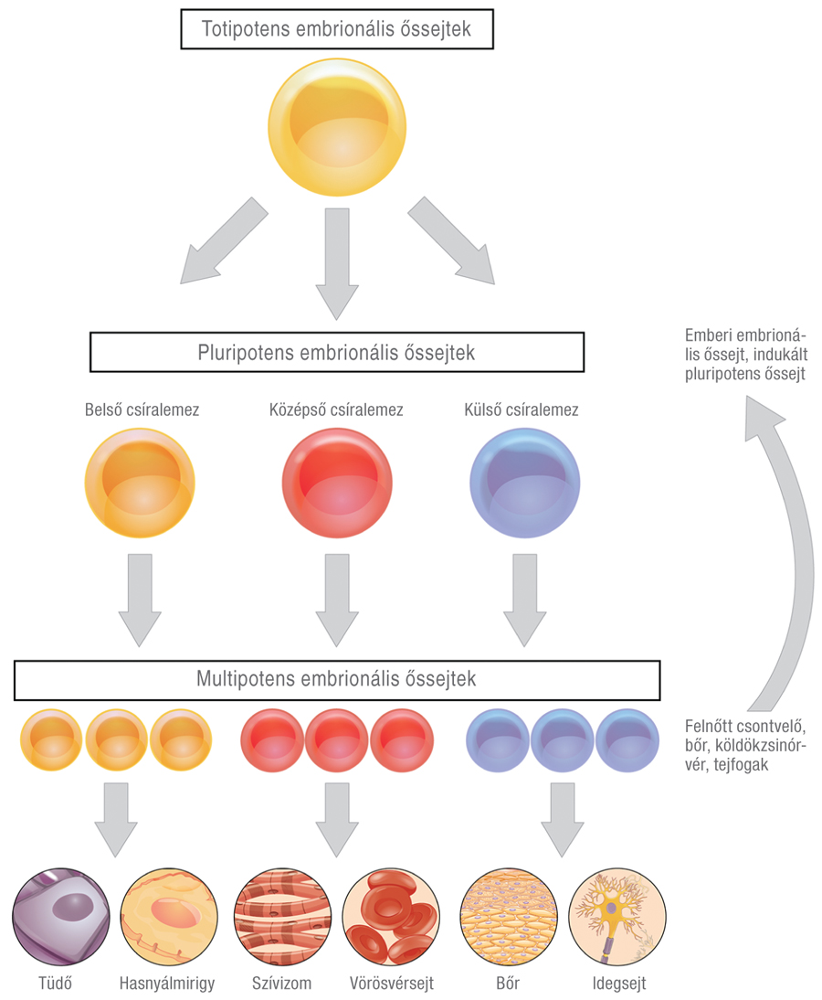 Totipotens embrionális őssejtek
Pluripotens embrionális őssejtek
Emberi embrioná-
lis őssejt, indukált
pluripotens őssejt
Belső csíralemez
Középső csíralemez
Külső csíralemez
Multipotens embrionális őssejtek
Felnőtt csontvelő,
bőr, köldökzsinór-
vér, tejfogak
Tüdő
Hasnyálmirigy
Szívizom
Vörösvérsejt
Bőr
Idegsejt